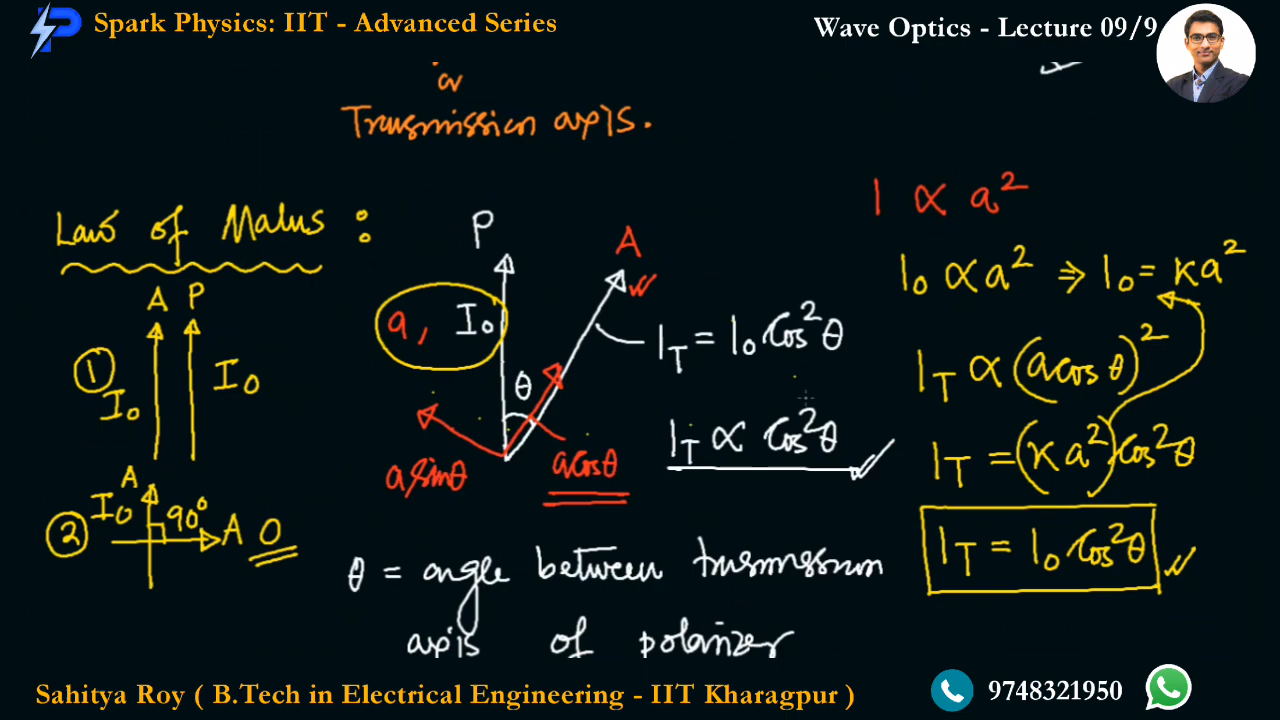 Spark Physics: IIT - Advanced Series
Wave Optics - Lecture 09/9
or
Transmission axis.
Law of Malus :
I ∝ a²
I₀ ∝ a² ⇒ I₀ = Ka²
I_T ∝ (a cos θ)²
I_T = (Ka²) cos²θ
I_T = I₀ cos²θ
A P
① I₀ I₀
P
A
a, I₀
θ
a sinθ
a cosθ
I_T = I₀ cos²θ
I_T ∝ cos²θ
A
② I₀ 90° A 0
θ = angle between transmission
axis of polarizer
Sahitya Roy ( B.Tech in Electrical Engineering - IIT Kharagpur )
9748321950